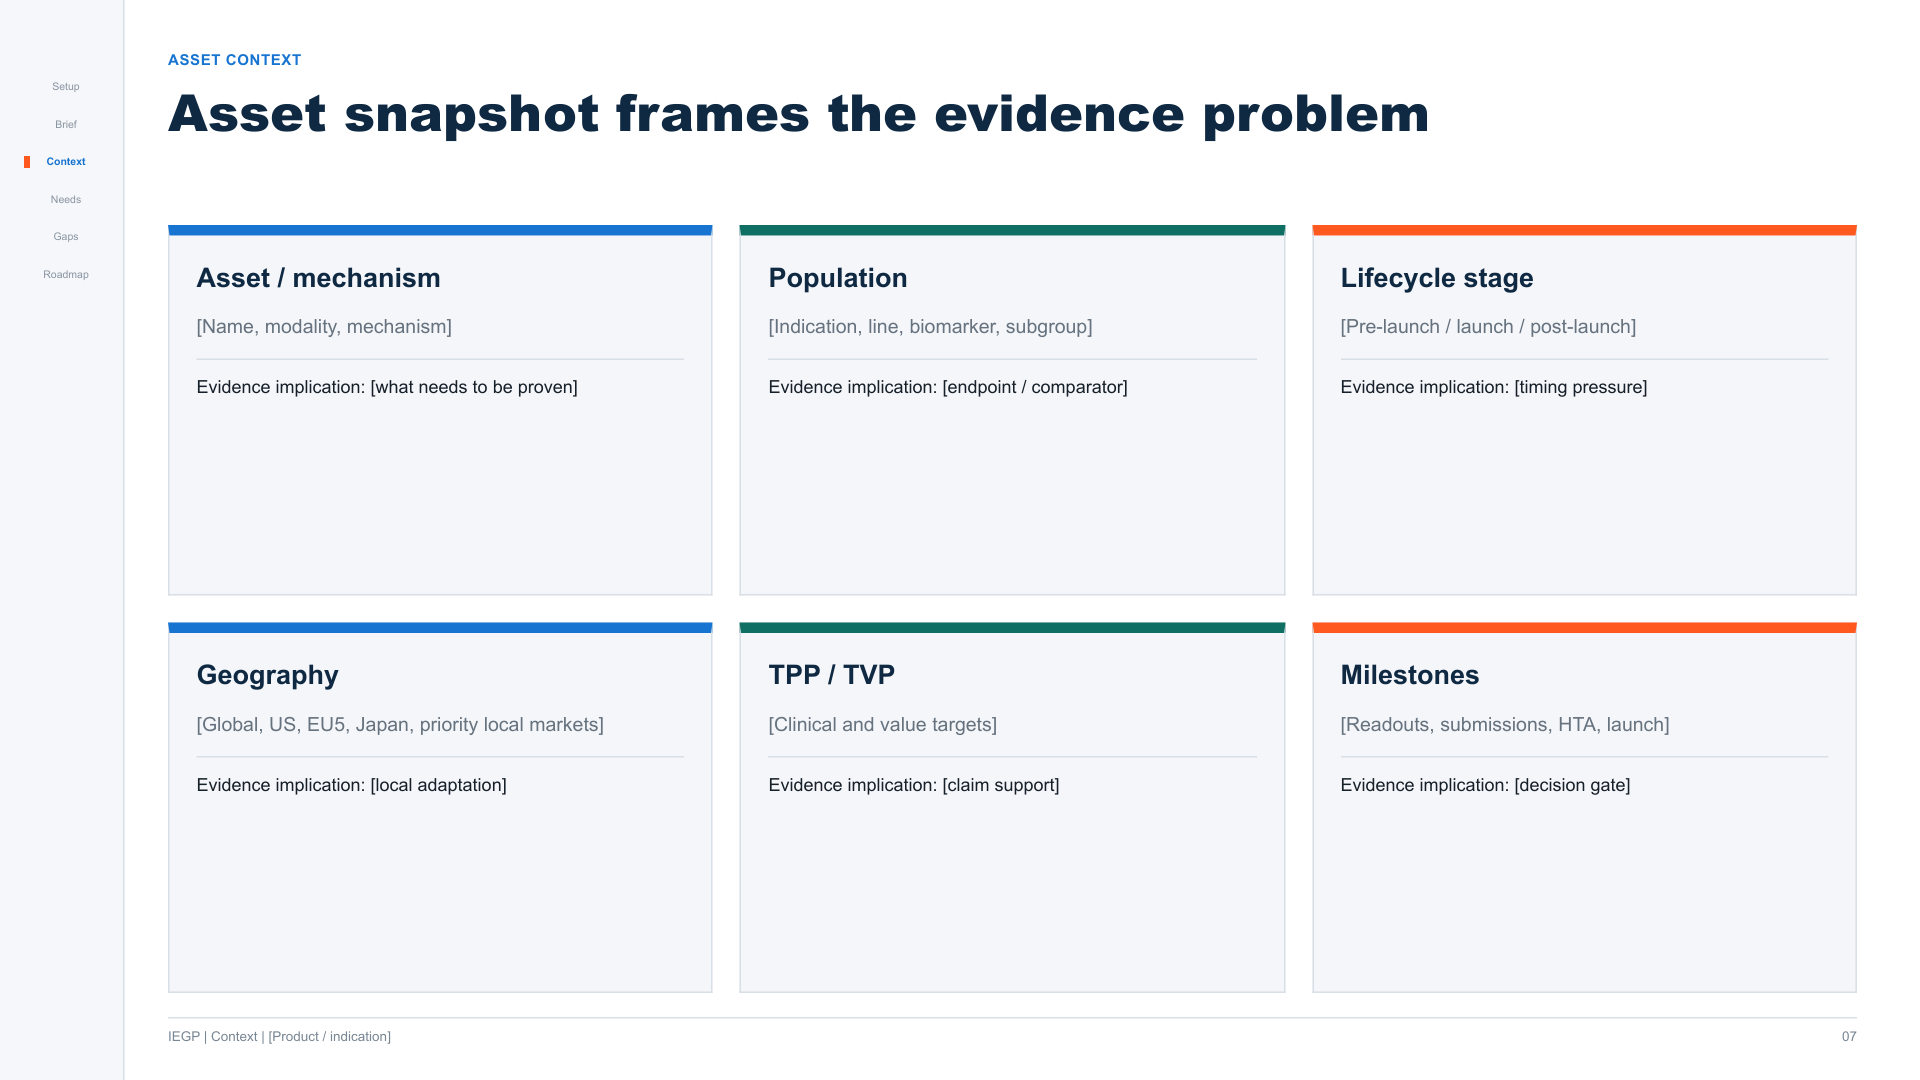 Setup
Brief
Context
Needs
Gaps
Roadmap
ASSET CONTEXT
Asset snapshot frames the evidence problem
Asset / mechanism
[Name, modality, mechanism]
Evidence implication: [what needs to be proven]
Population
[Indication, line, biomarker, subgroup]
Evidence implication: [endpoint / comparator]
Lifecycle stage
[Pre-launch / launch / post-launch]
Evidence implication: [timing pressure]
Geography
[Global, US, EU5, Japan, priority local markets]
Evidence implication: [local adaptation]
TPP / TVP
[Clinical and value targets]
Evidence implication: [claim support]
Milestones
[Readouts, submissions, HTA, launch]
Evidence implication: [decision gate]
IEGP | Context | [Product / indication]
07